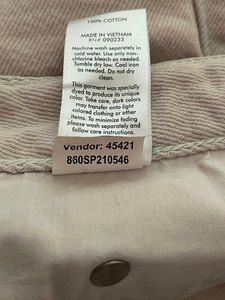 100% COTTON
MADE IN VIETNAM
RN# 090233
Machine wash separately in
cold water. Use only non-
chlorine bleach as needed.
Tumble dry low. Cool iron
as needed. Do not dry
clean.
This garment was specially
dyed to produce its unique
color. Take care, dark colors
may transfer onto light
colored clothing or other
items. To minimize fading
please wash separately and
follow care instructions.
Vendor: 45421
860SP210546